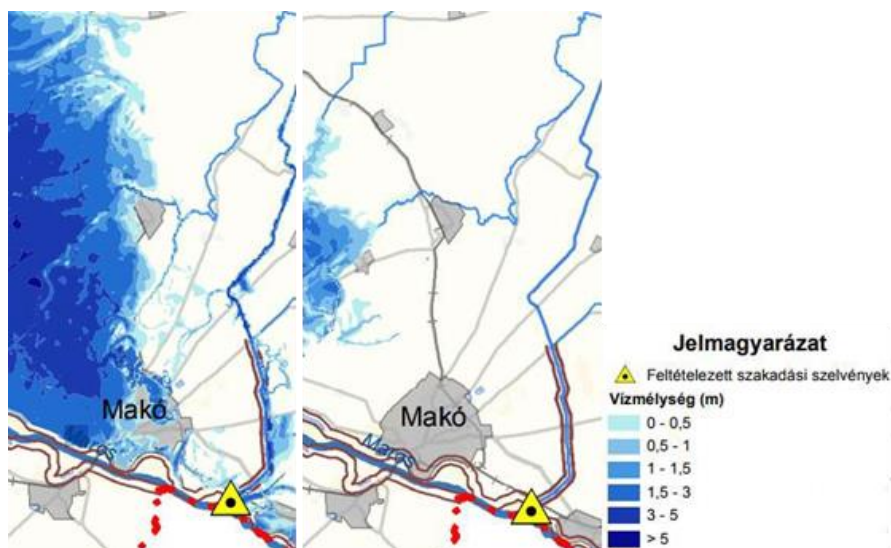 Makó
Maros
Makó
Maros
Jelmagyarázat
Feltételezett szakadási szelvények
Vízmélység (m)
0 - 0,5
0,5 - 1
1 - 1,5
1,5 - 3
3 - 5
> 5